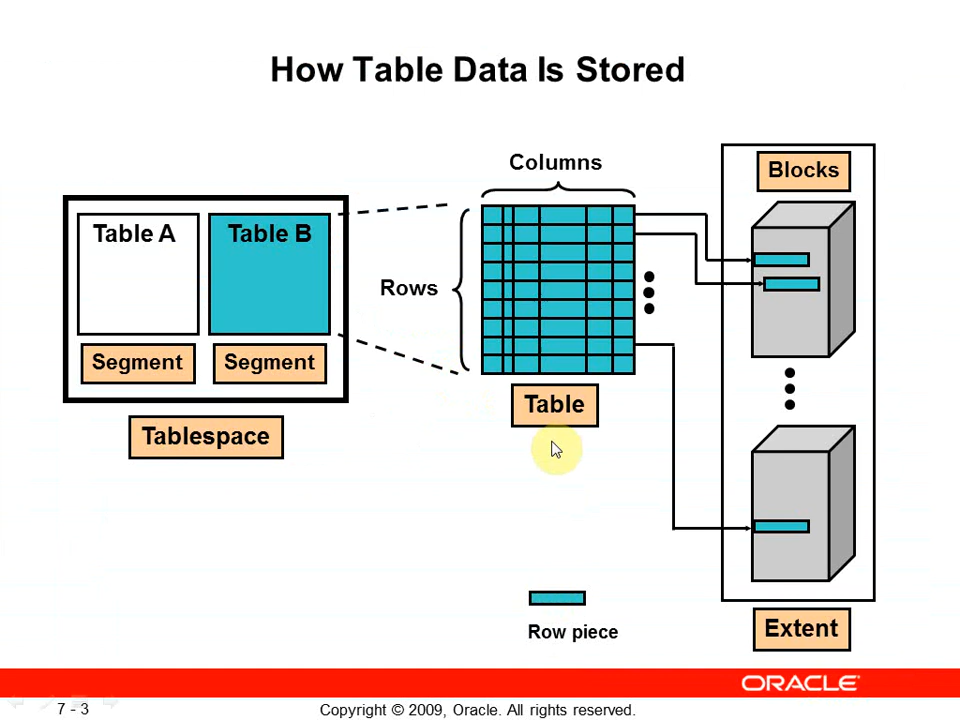 How Table Data Is Stored
Columns
Blocks
Table A
Table B
Rows
Segment
Segment
Table
Tablespace
Row piece
Extent
ORACLE
7 - 3
Copyright © 2009, Oracle. All rights reserved.